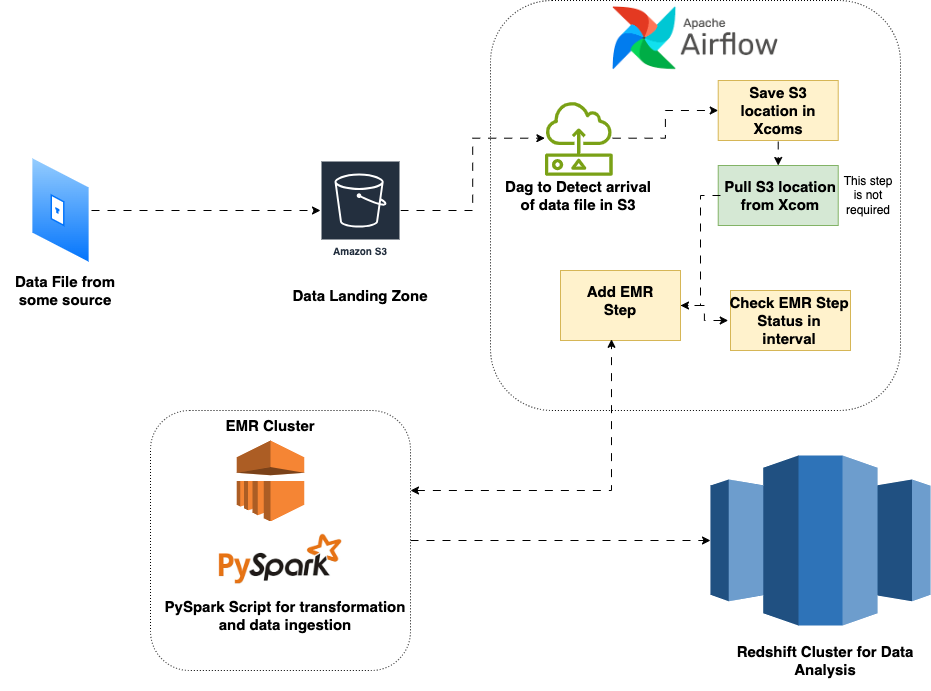 Apache
Airflow
Save S3
location in
Xcoms
Dag to Detect arrival
of data file in S3
Pull S3 location
from Xcom
This step
is not
required
Amazon S3
Data File from
some source
Data Landing Zone
Add EMR
Step
Check EMR Step
Status in
interval
EMR Cluster
PySpark
PySpark Script for transformation
and data ingestion
Redshift Cluster for Data
Analysis